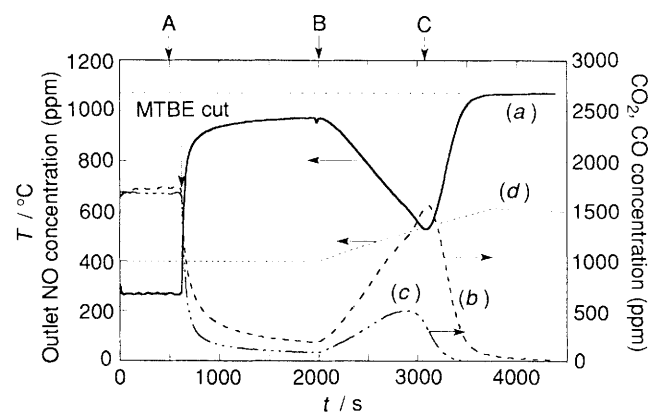 A B C
1200 3000
1000 2500
800 2000
600 1500
400 1000
200 500
0 0
MTBE cut
(a)
(d)
(c)
(b)
T / °C
Outlet NO concentration (ppm)
CO₂, CO concentration (ppm)
0 1000 2000 3000 4000
t / s